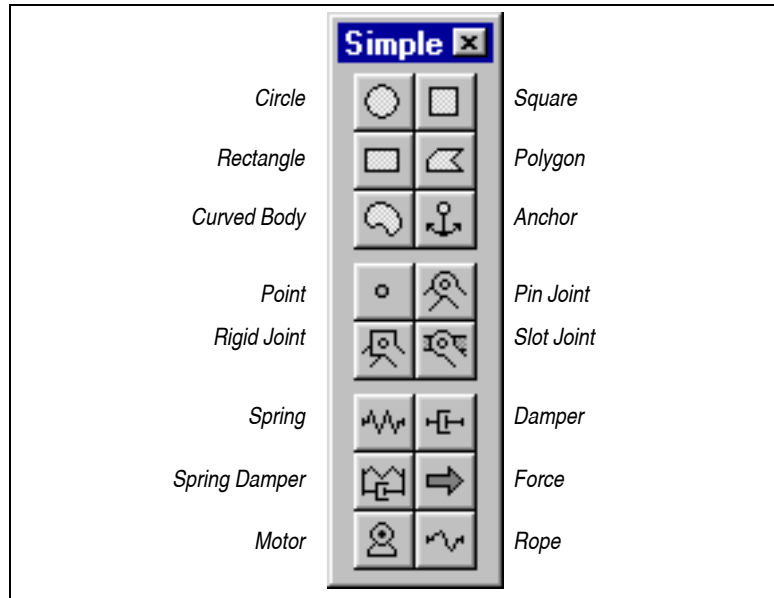 Simple
Circle Square
Rectangle Polygon
Curved Body Anchor
Point Pin Joint
Rigid Joint Slot Joint
Spring Damper
Spring Damper Force
Motor Rope